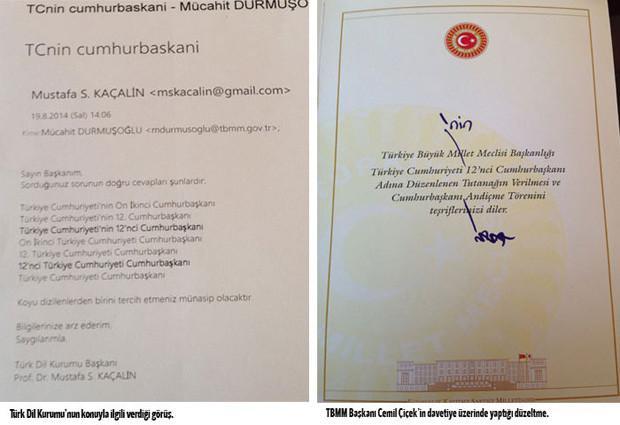 TCnin cumhurbaskani - Mücahit DURMUŞO
TCnin cumhurbaskani
Mustafa S. KAÇALİN <mskacalin@gmail.com>
19.8.2014 (Sal) 14:06
Kime: Mücahit DURMUŞOĞLU <mdurmusoglu@tbmm.gov.tr>;
Sayın Başkanım,
Sorduğunuz sorunun doğru cevapları şunlardır.
Türkiye Cumhuriyeti'nin On İkinci Cumhurbaşkanı
Türkiye Cumhuriyeti'nin 12. Cumhurbaşkanı
Türkiye Cumhuriyeti'nin 12'nci Cumhurbaşkanı
On İkinci Türkiye Cumhuriyeti Cumhurbaşkanı
12. Türkiye Cumhuriyeti Cumhurbaşkanı
12'nci Türkiye Cumhuriyeti Cumhurbaşkanı
Türkiye Cumhuriyeti Cumhurbaşkanı
Koyu dizilenlerden birini tercih etmeniz münasip olacaktır.
Bilgilerinize arz ederim.
Saygılarımla.
Türk Dil Kurumu Başkanı
Prof. Dr. Mustafa S. KAÇALİN
Türk Dil Kurumu'nun konuyla ilgili verdiği görüş.
'nin
Türkiye Büyük Millet Meclisi Başkanlığı
Türkiye Cumhuriyeti 12'nci Cumhurbaşkanı
Adına Düzenlenen Tutanağın Verilmesi ve
Cumhurbaşkanı Andiçme Törenini
teşriflerinizi diler.
TBMM Başkanı Cemil Çiçek'in davetiye üzerinde yaptığı düzeltme.